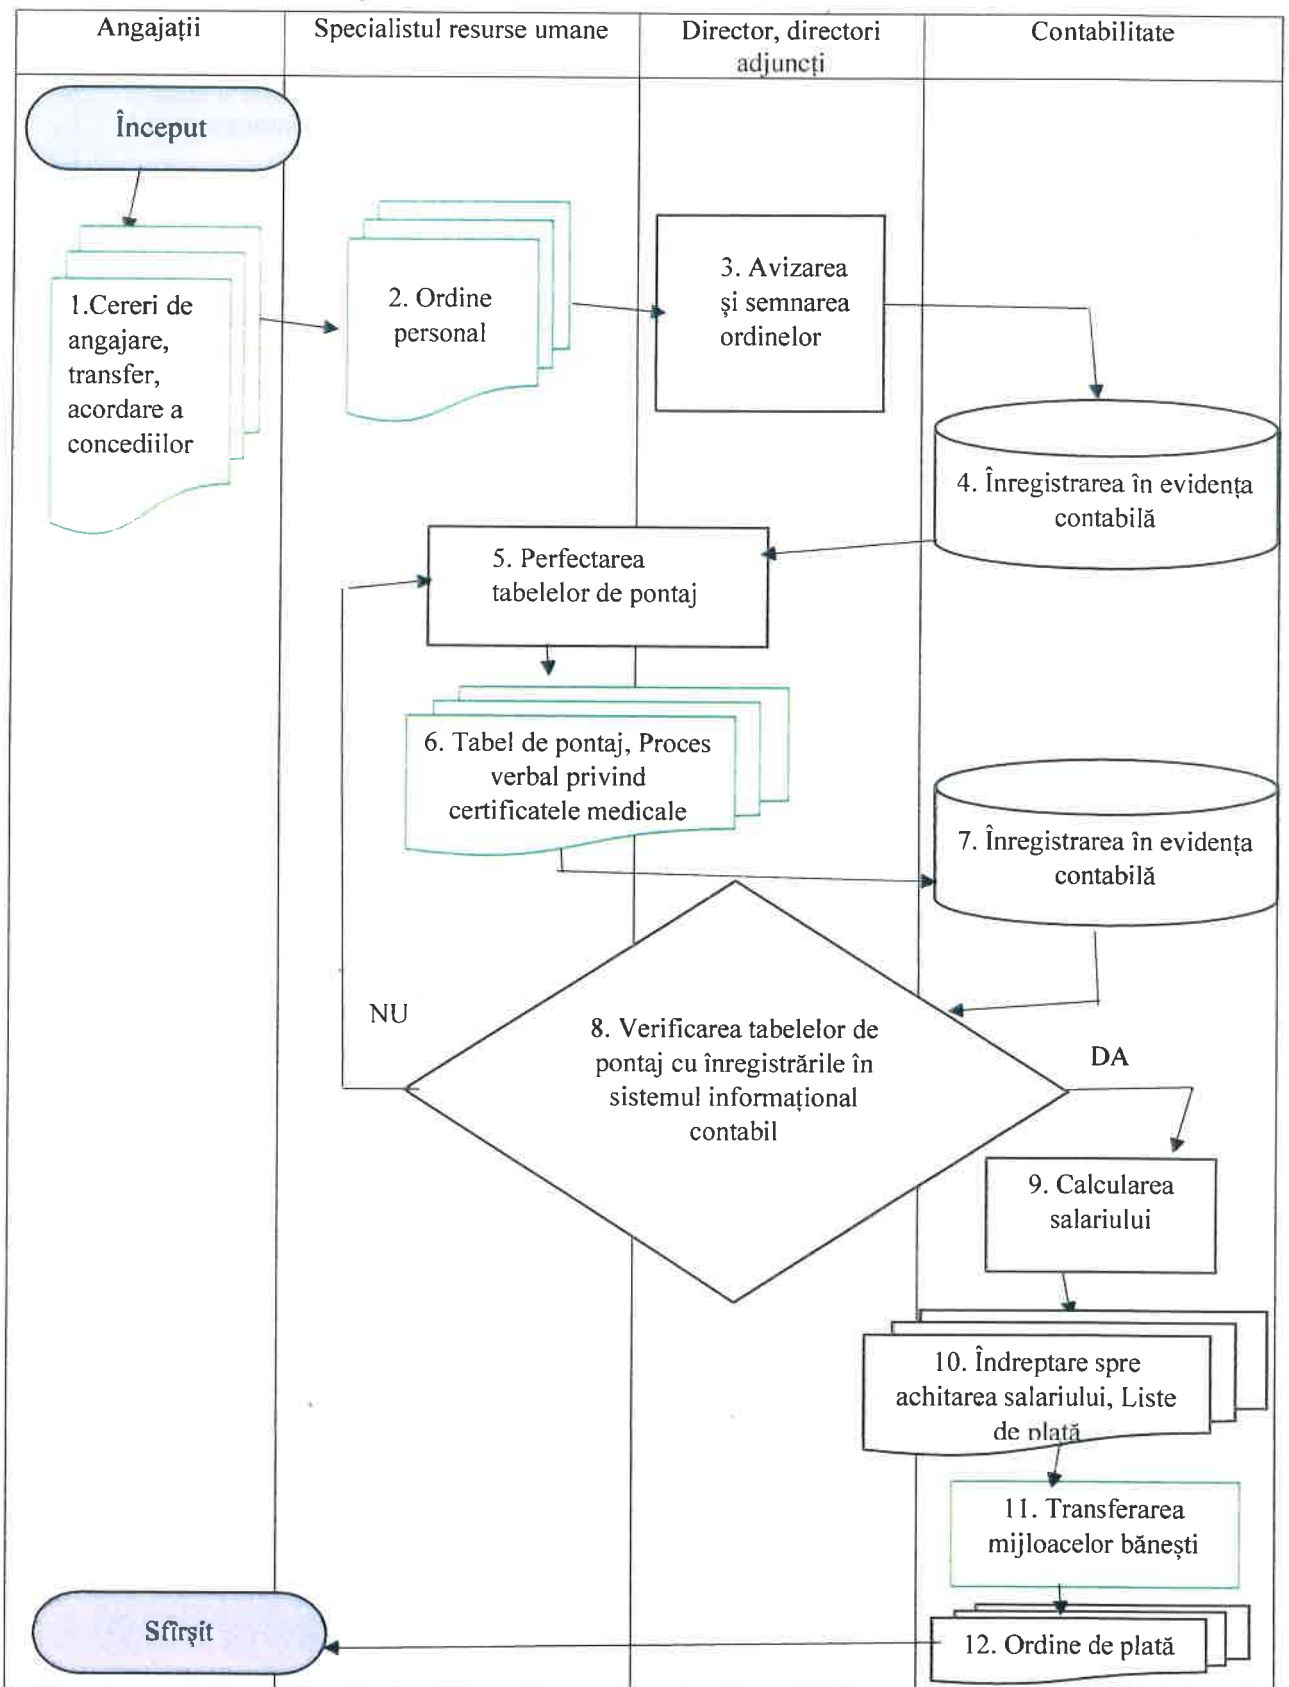 Angajații
Specialistul resurse umane
Director, directori
adjuncți
Contabilitate
Început
1.Cereri de
angajare,
transfer,
acordare a
concediilor
2. Ordine
personal
3. Avizarea
și semnarea
ordinelor
4. Înregistrarea în evidența
contabilă
5. Perfectarea
tabelelor de pontaj
6. Tabel de pontaj, Proces
verbal privind
certificatele medicale
7. Înregistrarea în evidența
contabilă
NU
8. Verificarea tabelelor de
pontaj cu înregistrările în
sistemul informațional
contabil
DA
9. Calcularea
salariului
10. Îndreptare spre
achitarea salariului, Liste
de plată
11. Transferarea
mijloacelor bănești
12. Ordine de plată
Sfîrșit